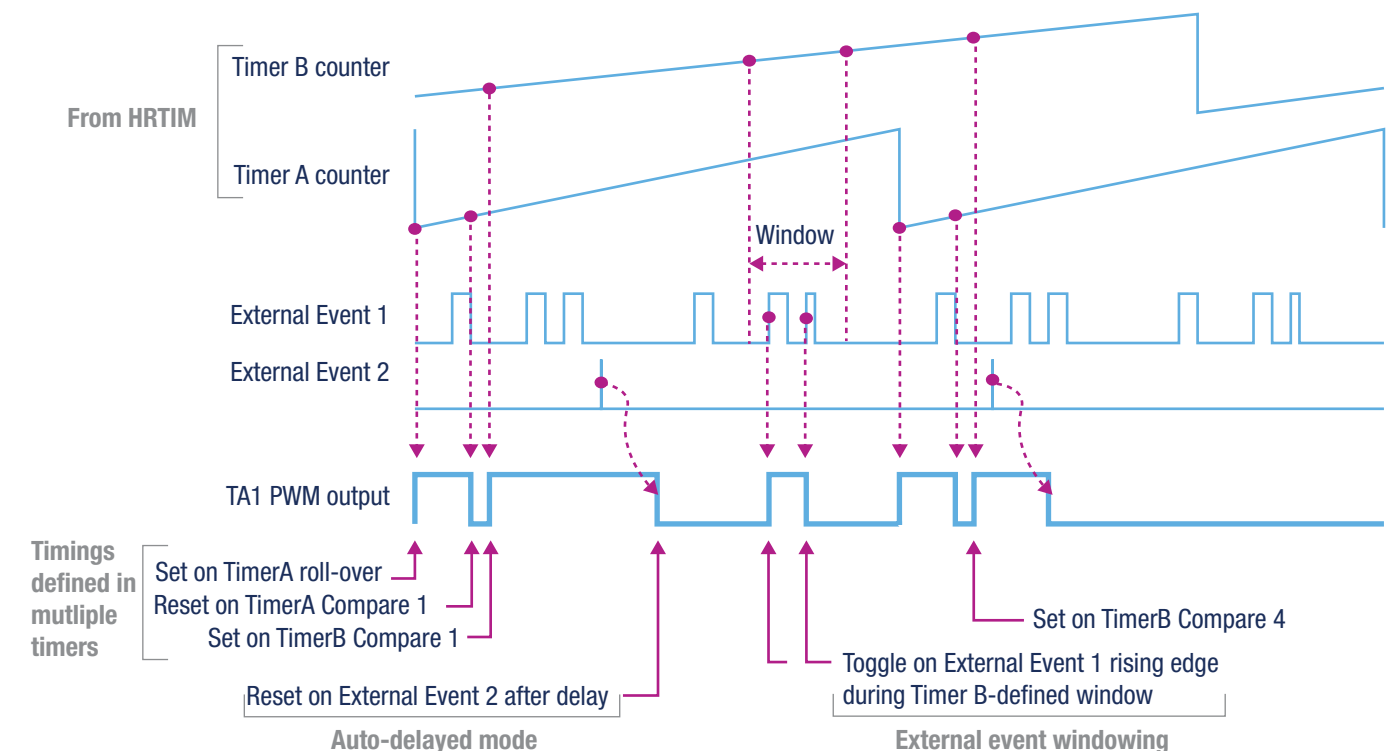 Timer B counter
From HRTIM
Timer A counter
Window
External Event 1
External Event 2
TA1 PWM output
Timings
defined in
mutliple
timers
Set on TimerA roll-over
Reset on TimerA Compare 1
Set on TimerB Compare 1
Set on TimerB Compare 4
Toggle on External Event 1 rising edge
during Timer B-defined window
Reset on External Event 2 after delay
Auto-delayed mode
External event windowing